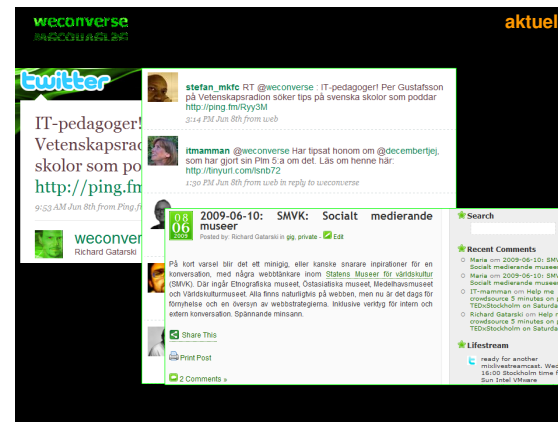 weconverse
aktuel
twitter
IT-pedagoger!
Vetenskapsrad
skolor som po
http://ping.fm
9:53 AM Jun 8th from Ping.f
weconver
Richard Gatarski
stefan_mkfc RT @weconverse : IT-pedagoger! Per Gustafsson
på Vetenskapsradion söker tips på svenska skolor som poddar
http://ping.fm/Ryy3M
3:14 PM Jun 8th from web
itmamman @weconverse Har tipsat honom om @decembertjej,
som har gjort sin Plm 5:a om det. Läs om henne här:
http://tinyurl.com/lsnb72
1:30 PM Jun 8th from web in reply to weconverse
08
06
2009
2009-06-10: SMVK: Socialt medierande
museer
Posted by: Richard Gatarski in gig, private - Edit
På kort varsel blir det ett minigig, eller kanske snarare inpirationer för en
konversation, med några webbtänkare inom Statens Museer för världskultur
(SMVK). Där ingår Etnografiska museet, Östasiatiska museet, Medelhavsmuseet
och Världskulturmuseet. Alla finns naturligtvis på webben, men nu är det dags för
förnyelse och en översyn av webbstrategierna. Inklusive verktyg för intern och
extern konversation. Spännande minsann.
Share This
Print Post
2 Comments »
Search
Recent Comments
Maria om 2009-06-10: SMV
Socialt medierande museer
Maria om 2009-06-10: SMV
Socialt medierande museer
IT-mamman om Help me
crowdsource 5 minutes on p
TEDxStockholm on Saturda
Richard Gatarski om Help m
crowdsource 5 minutes on p
TEDxStockholm on Saturda
Lifestream
ready for another
mixlivestreamcast. Wed
16:00 Stockholm time f
Sun Intel VMware